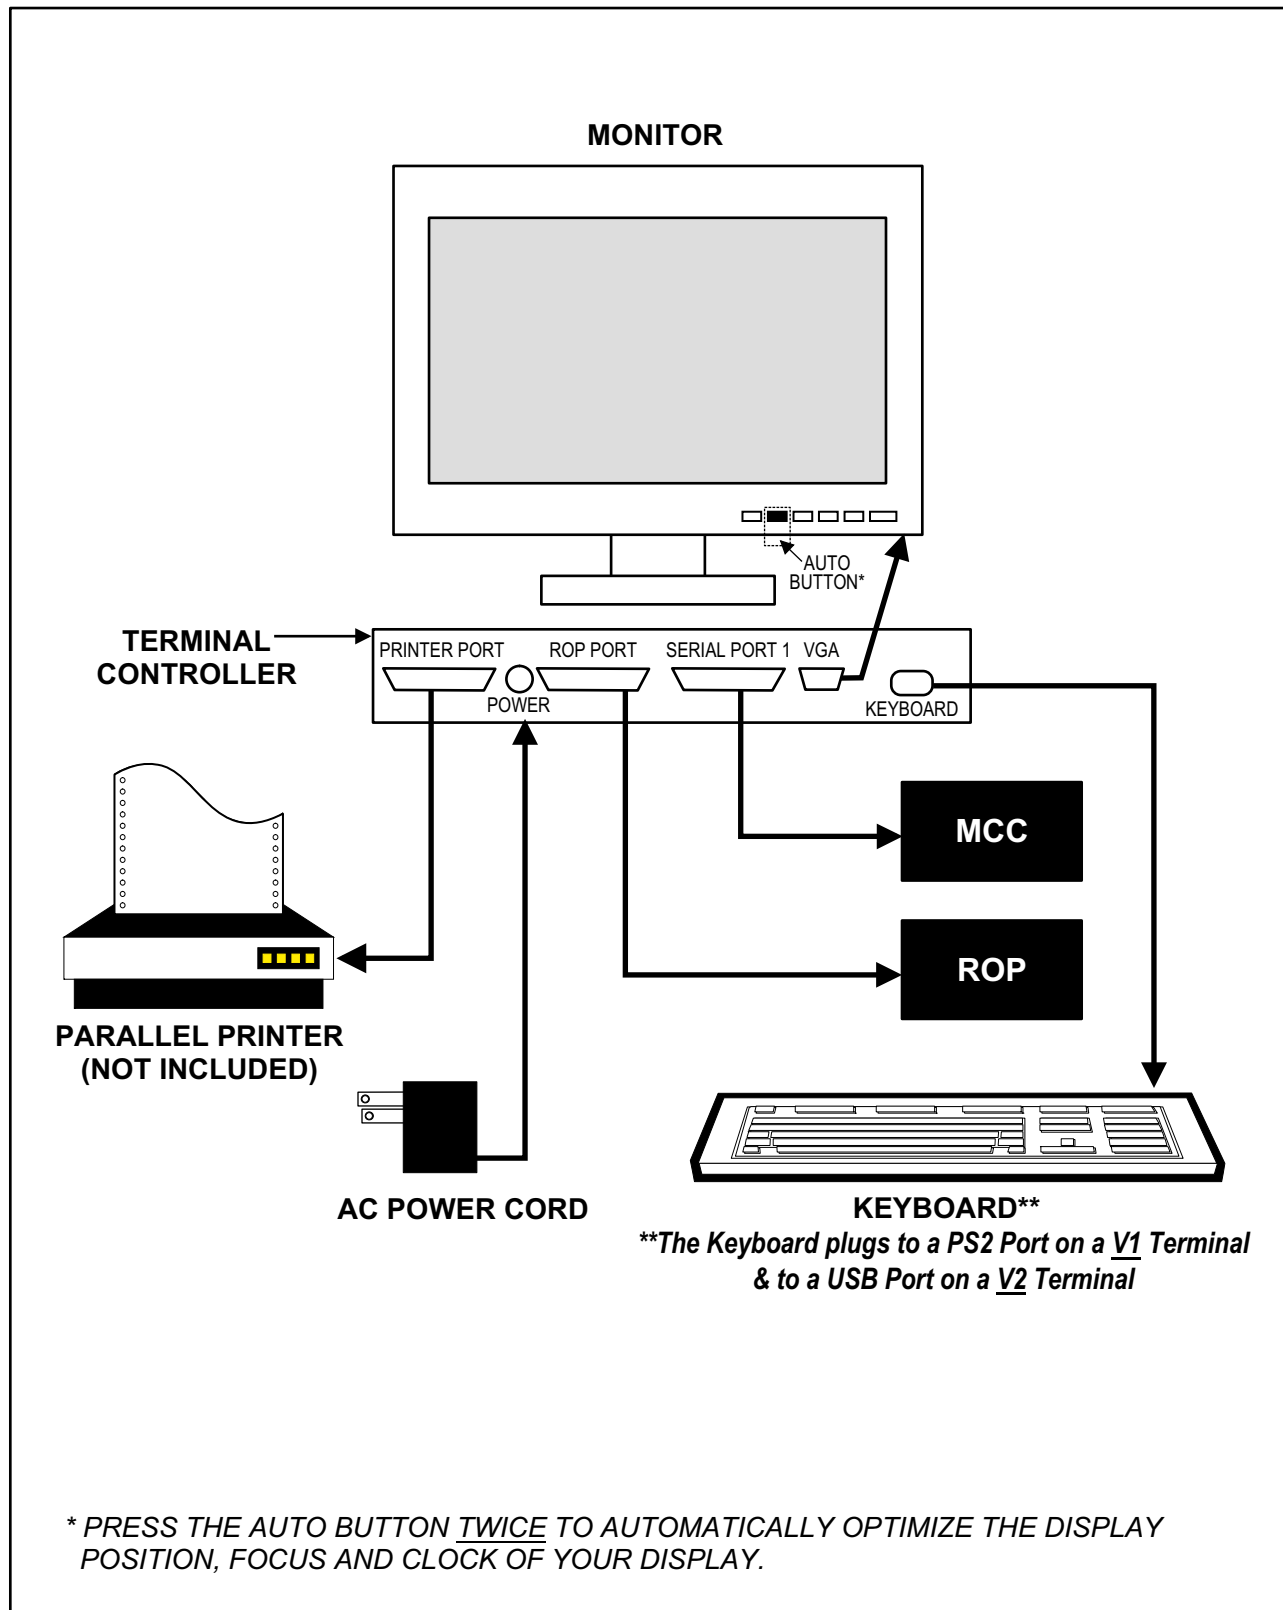 MONITOR
AUTO
BUTTON*
TERMINAL
CONTROLLER
PRINTER PORT
POWER
ROP PORT
SERIAL PORT 1
VGA
KEYBOARD
MCC
ROP
PARALLEL PRINTER
(NOT INCLUDED)
AC POWER CORD
KEYBOARD**
**The Keyboard plugs to a PS2 Port on a V1 Terminal
& to a USB Port on a V2 Terminal
* PRESS THE AUTO BUTTON TWICE TO AUTOMATICALLY OPTIMIZE THE DISPLAY
POSITION, FOCUS AND CLOCK OF YOUR DISPLAY.